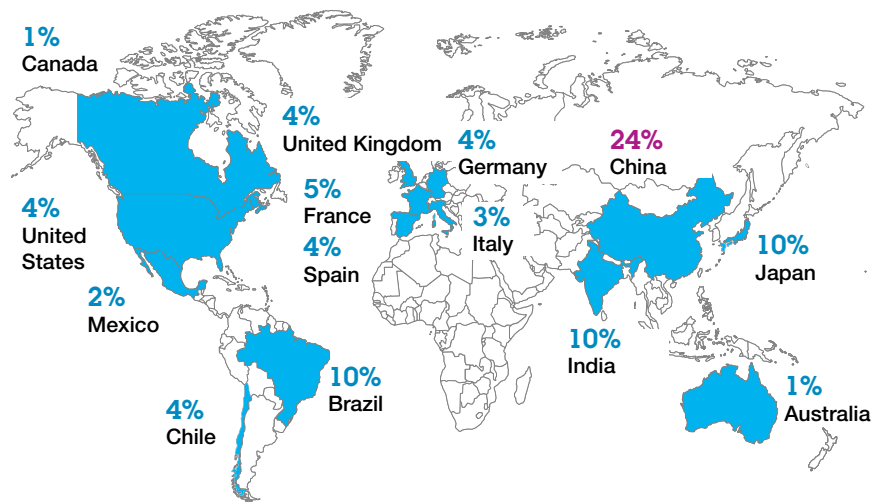 1%
Canada
4%
United Kingdom
4%
Germany
24%
China
4%
United
States
5%
France
3%
Italy
4%
Spain
10%
Japan
2%
Mexico
10%
India
10%
Brazil
4%
Chile
1%
Australia